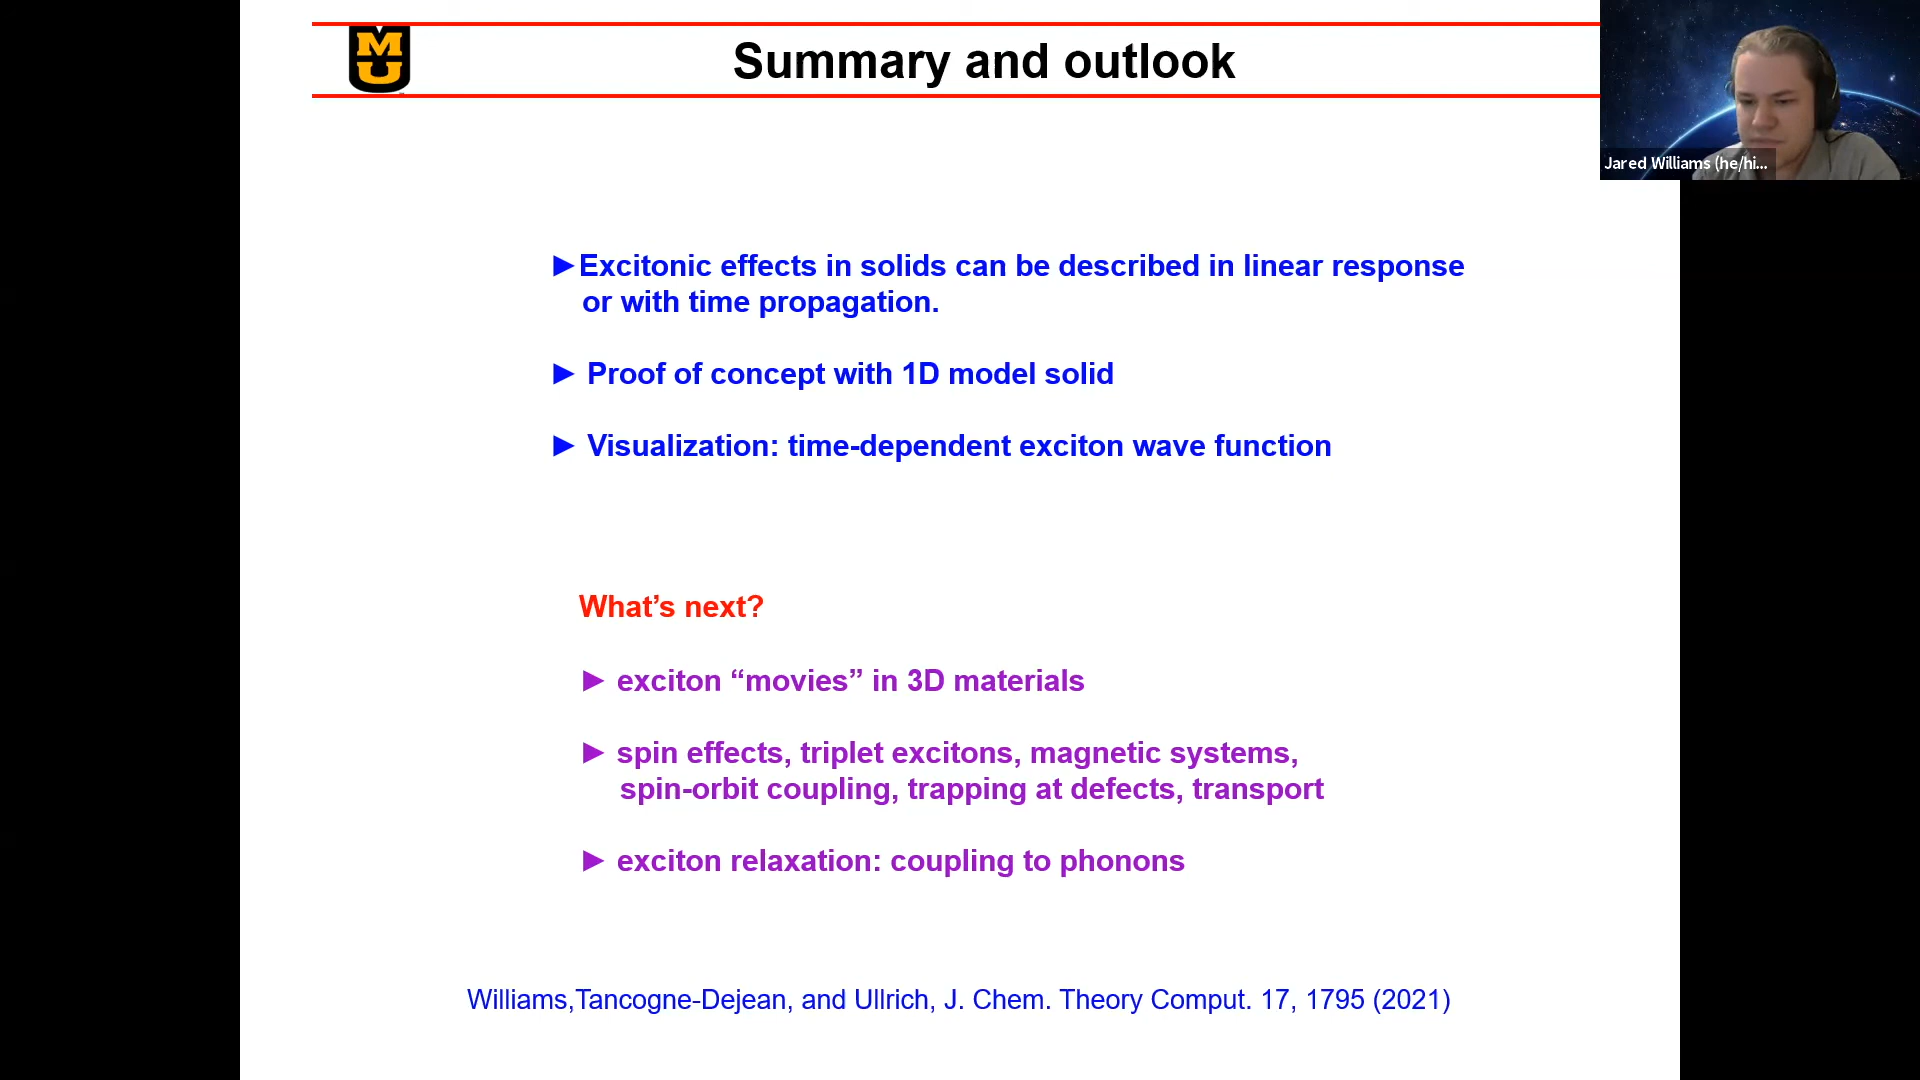 MU
Summary and outlook
Jared Williams (he/hi...
►Excitonic effects in solids can be described in linear response
or with time propagation.
► Proof of concept with 1D model solid
► Visualization: time-dependent exciton wave function
What’s next?
► exciton “movies” in 3D materials
► spin effects, triplet excitons, magnetic systems,
spin-orbit coupling, trapping at defects, transport
► exciton relaxation: coupling to phonons
Williams,Tancogne-Dejean, and Ullrich, J. Chem. Theory Comput. 17, 1795 (2021)